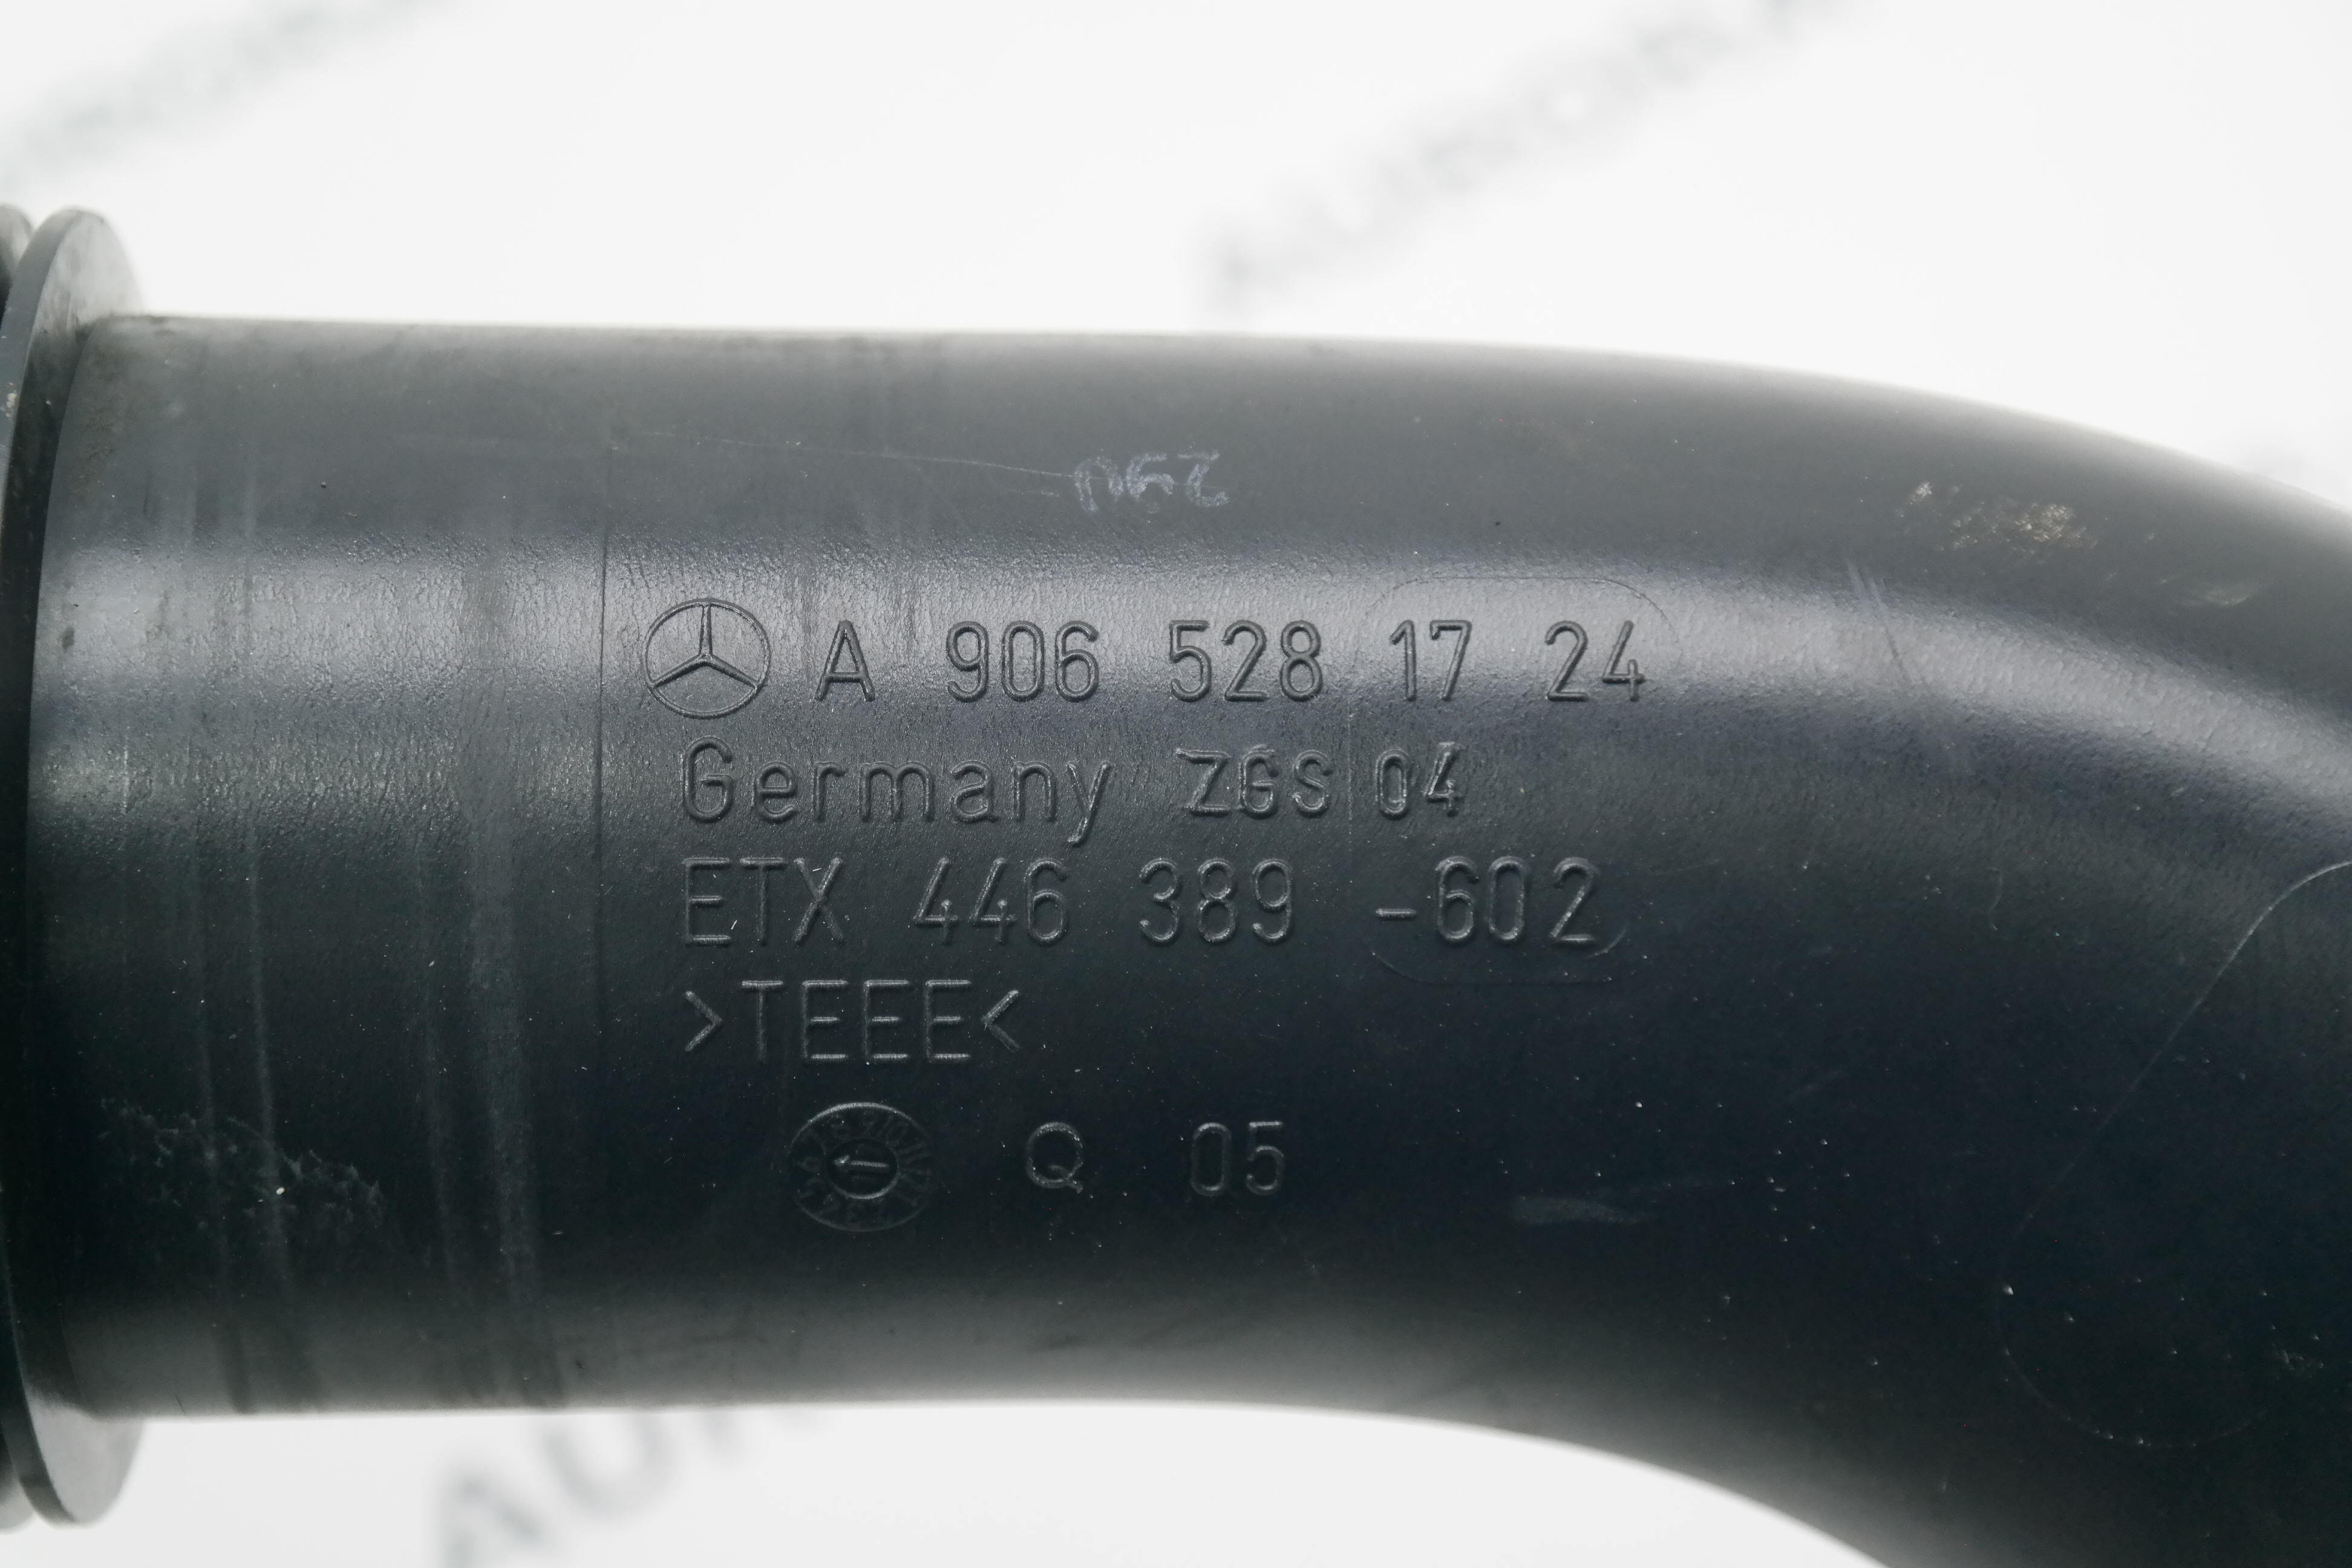 A 906 528 17 24
Germany ZGS 04
ETX 446 389 -602
>TEEE<
Q 05